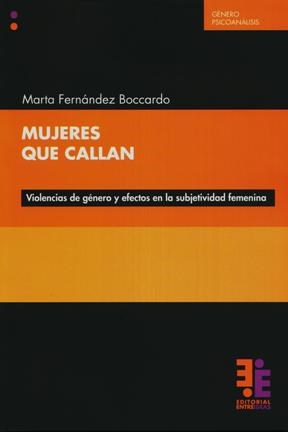 GÉNERO
PSICOANÁLISIS
Marta Fernández Boccardo
MUJERES
QUE CALLAN
Violencias de género y efectos en la subjetividad femenina
EDITORIAL
ENTREIDEAS